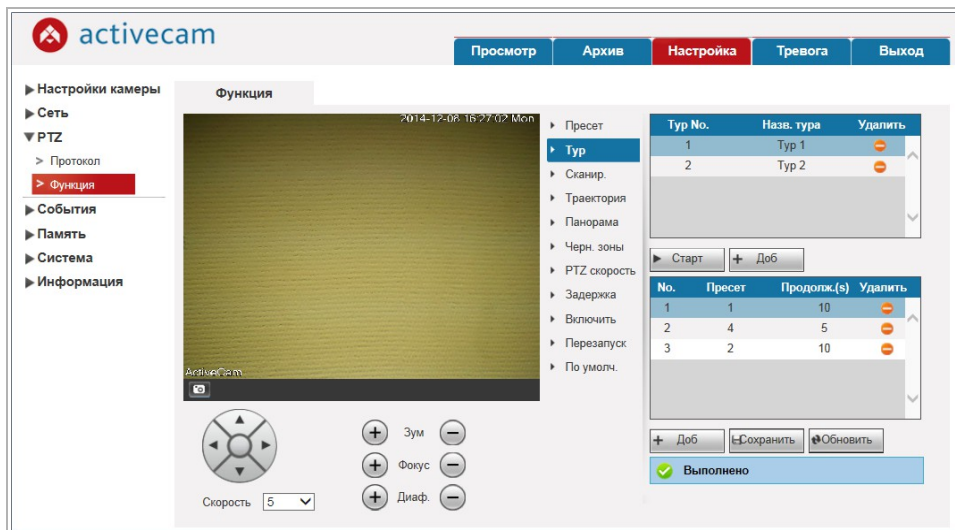 activecam
Просмотр Архив Настройка Тревога Выход
Настройки камеры
Сеть
PTZ
> Протокол
> Функция
События
Память
Система
Информация
Функция
2014-12-08 16:27:02 Mon
ActiveCam
Пресет
Тур
Сканир.
Траектория
Панорама
Черн. зоны
PTZ скорость
Задержка
Включить
Перезапуск
По умолч.
Тур No. Назв. тура Удалить
1 Тур 1
2 Тур 2
Старт + Доб
No. Пресет Продолж.(s) Удалить
1 1 10
2 4 5
3 2 10
+ Доб Сохранить Обновить
Выполнено
Скорость 5
+ Зум −
+ Фокус −
+ Диаф. −